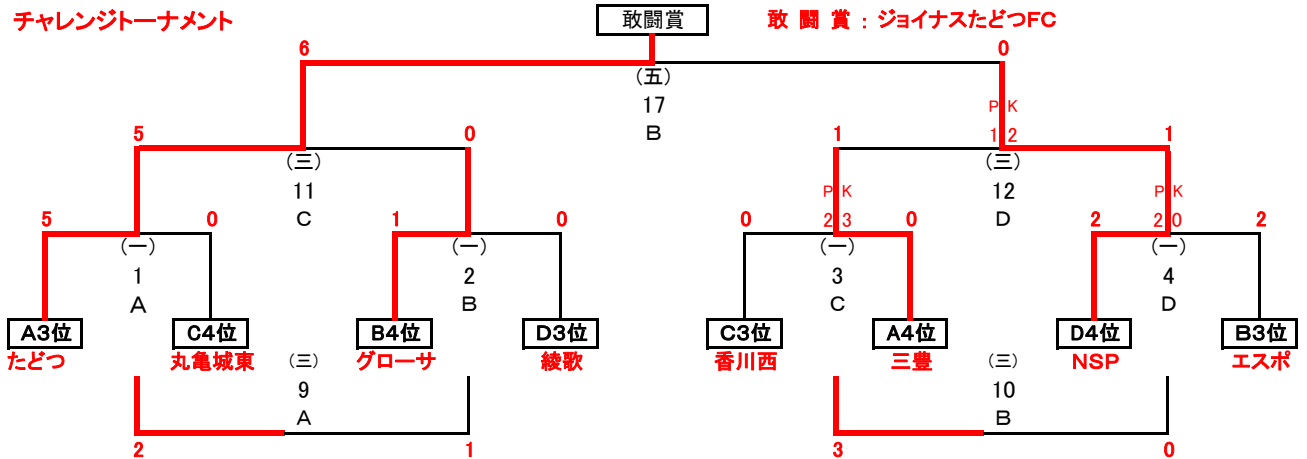 チャレンジトーナメント
敢闘賞
敢 闘 賞 : ジョイナスたどつFC
6 0
(五)
17
B
P K
5 0 1 1 2 1
(三) (三)
11 12
C D
P K P K
5 0 1 0 0 2 3 0 2 2 0 2
(一) (一) (一) (一)
1 2 3 4
A B C D
A3位 C4位 B4位 D3位 C3位 A4位 D4位 B3位
たどつ 丸亀城東 グローサ 綾歌 香川西 三豊 NSP エスポ
(三) (三)
9 10
A B
2 1 3 0